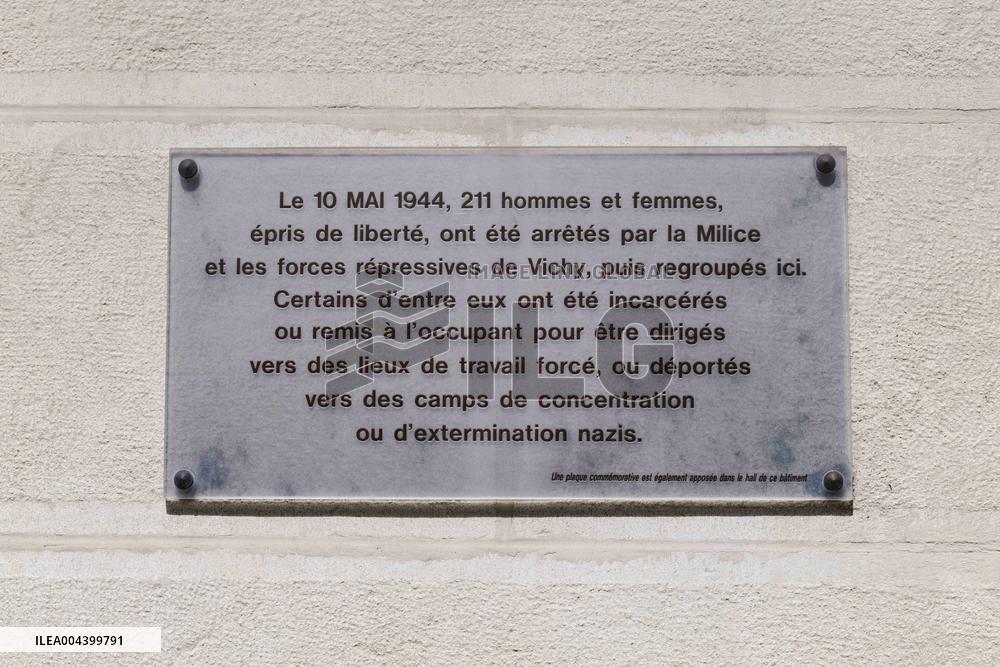 Le 10 MAI 1944, 211 hommes et femmes,
épris de liberté, ont été arrêtés par la Milice
et les forces répressives de Vichy, puis regroupés ici.
Certains d'entre eux ont été incarcérés
ou remis à l'occupant pour être dirigés
vers des lieux de travail forcé, ou déportés
vers des camps de concentration
ou d'extermination nazis.
Une plaque commémorative est également apposée dans le hall de ce bâtiment
IMAGE LINK GLOBAL
ILG
ILEA004399791